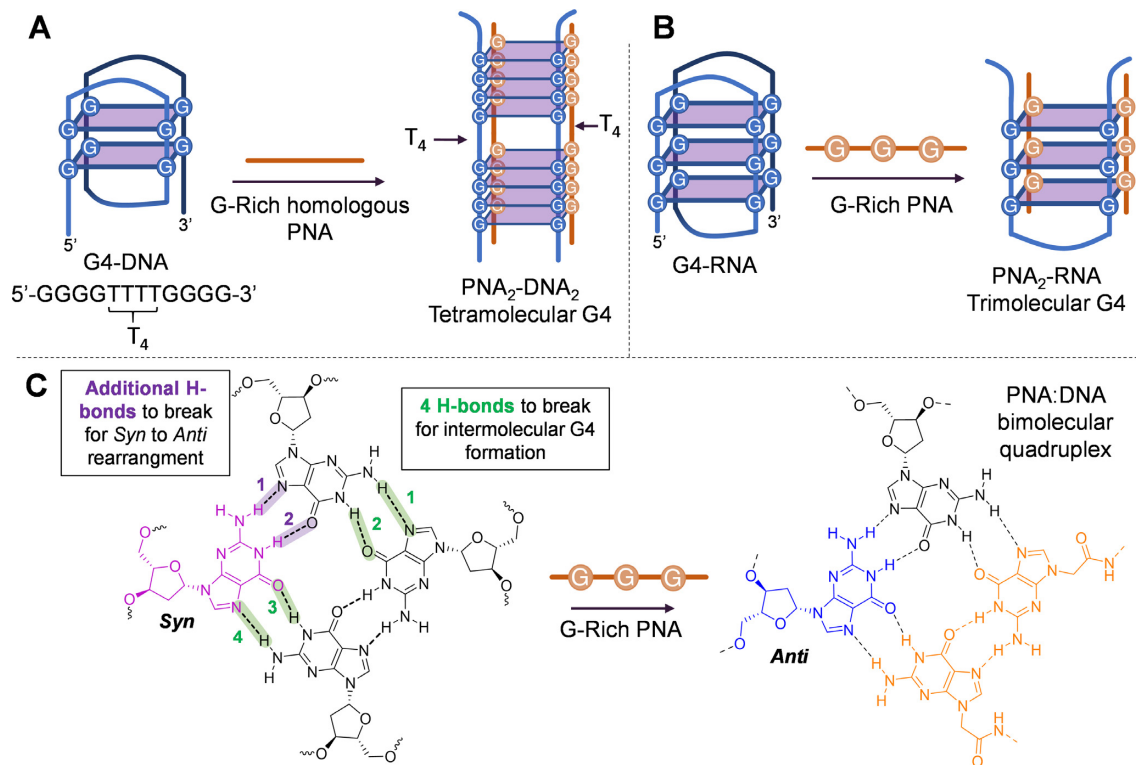 A
G4-DNA
5'
3'
5'-GGGGTTTTGGGG-3'
T4
G-Rich homologous
PNA
T4
T4
PNA2-DNA2
Tetramolecular G4
B
G4-RNA
5'
3'
G G G
G-Rich PNA
PNA2-RNA
Trimolecular G4
C
Additional H-
bonds to break
for Syn to Anti
rearrangment
4 H-bonds to break
for intermolecular G4
formation
1
2
1
2
3
4
Syn
G G G
G-Rich PNA
PNA:DNA
bimolecular
quadruplex
Anti